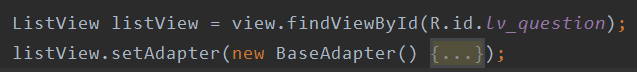 ListView listView = view.findViewById(R.id.lv_question);
listView.setAdapter(new BaseAdapter() {...});